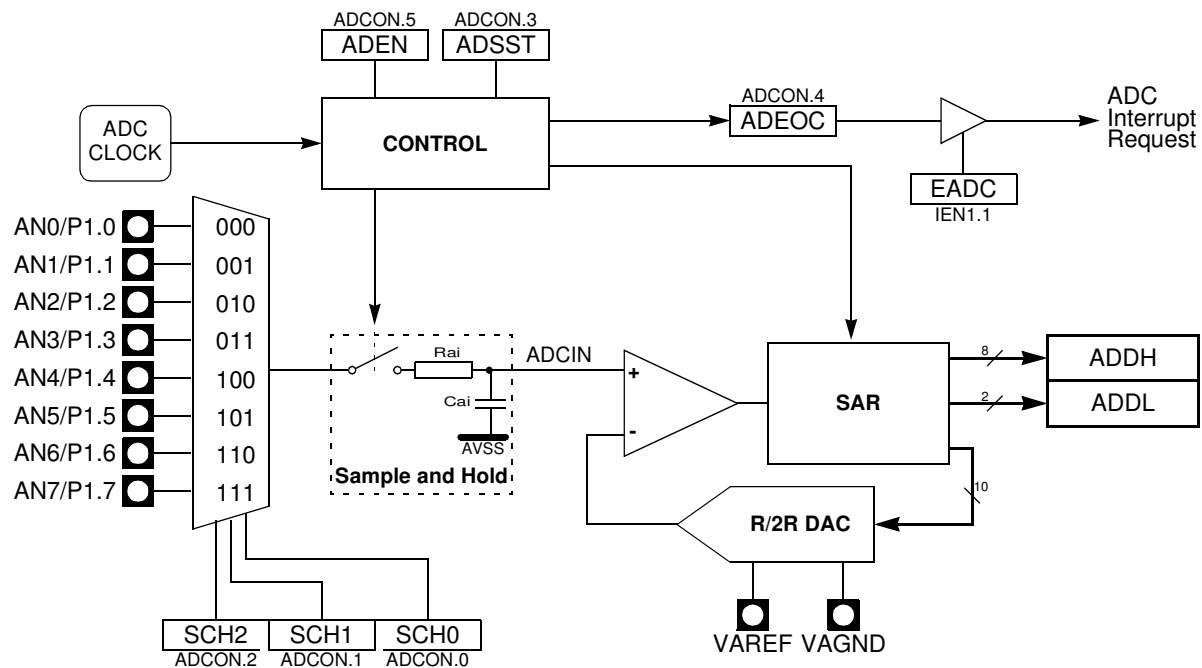 ADCON.5
ADEN
ADCON.3
ADSST
ADC
CLOCK
CONTROL
ADCON.4
ADEOC
ADC
Interrupt
Request
EADC
IEN1.1
AN0/P1.0
000
AN1/P1.1
001
AN2/P1.2
010
AN3/P1.3
011
AN4/P1.4
100
AN5/P1.5
101
AN6/P1.6
110
AN7/P1.7
111
Rai
Cai
AVSS
Sample and Hold
ADCIN
+
-
SAR
8
ADDH
2
ADDL
10
R/2R DAC
VAREF
VAGND
SCH2
SCH1
SCH0
ADCON.2
ADCON.1
ADCON.0